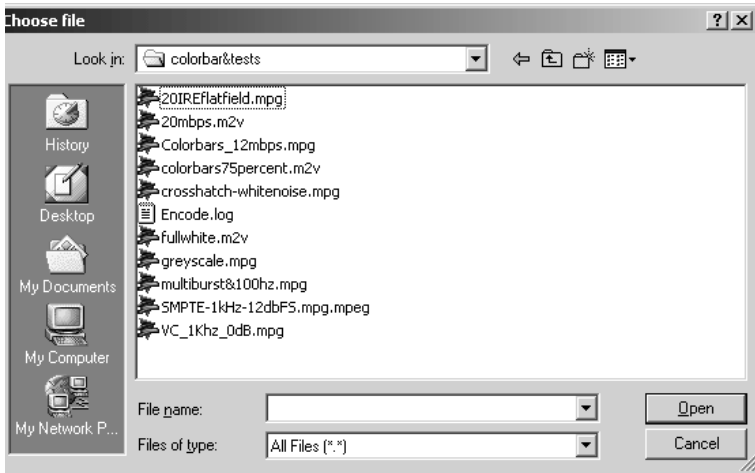 Choose file
Look in: colorbar&tests
History
Desktop
My Documents
My Computer
My Network P...
20IREflatfield.mpg
20mbps.m2v
Colorbars_12mbps.mpg
colorbars75percent.m2v
crosshatch-whitenoise.mpg
Encode.log
fullwhite.m2v
greyscale.mpg
multiburst&100hz.mpg
SMPTE-1kHz-12dbFS.mpg.mpeg
VC_1Khz_0dB.mpg
File name:
Open
Files of type: All Files (*.*)
Cancel